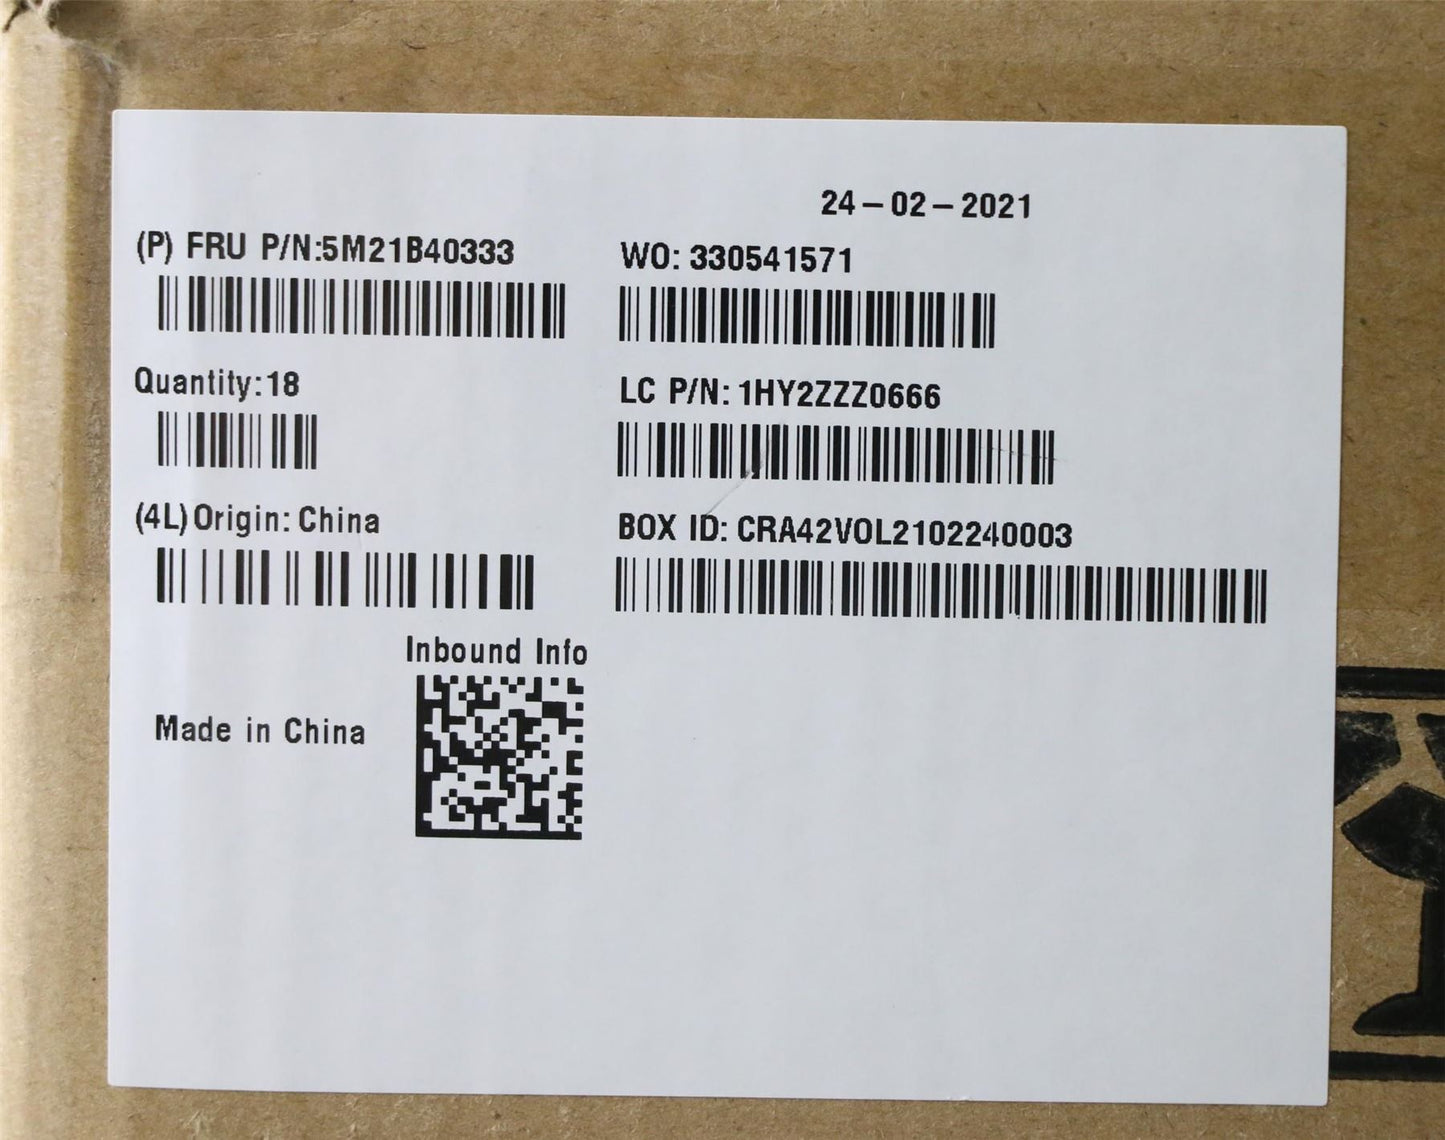 24-02-2021
(P) FRU P/N:5M21B40333
WO: 330541571
Quantity:18
LC P/N: 1HY2ZZZ0666
(4L) Origin: China
BOX ID: CRA42VOL2102240003
Inbound Info
Made in China